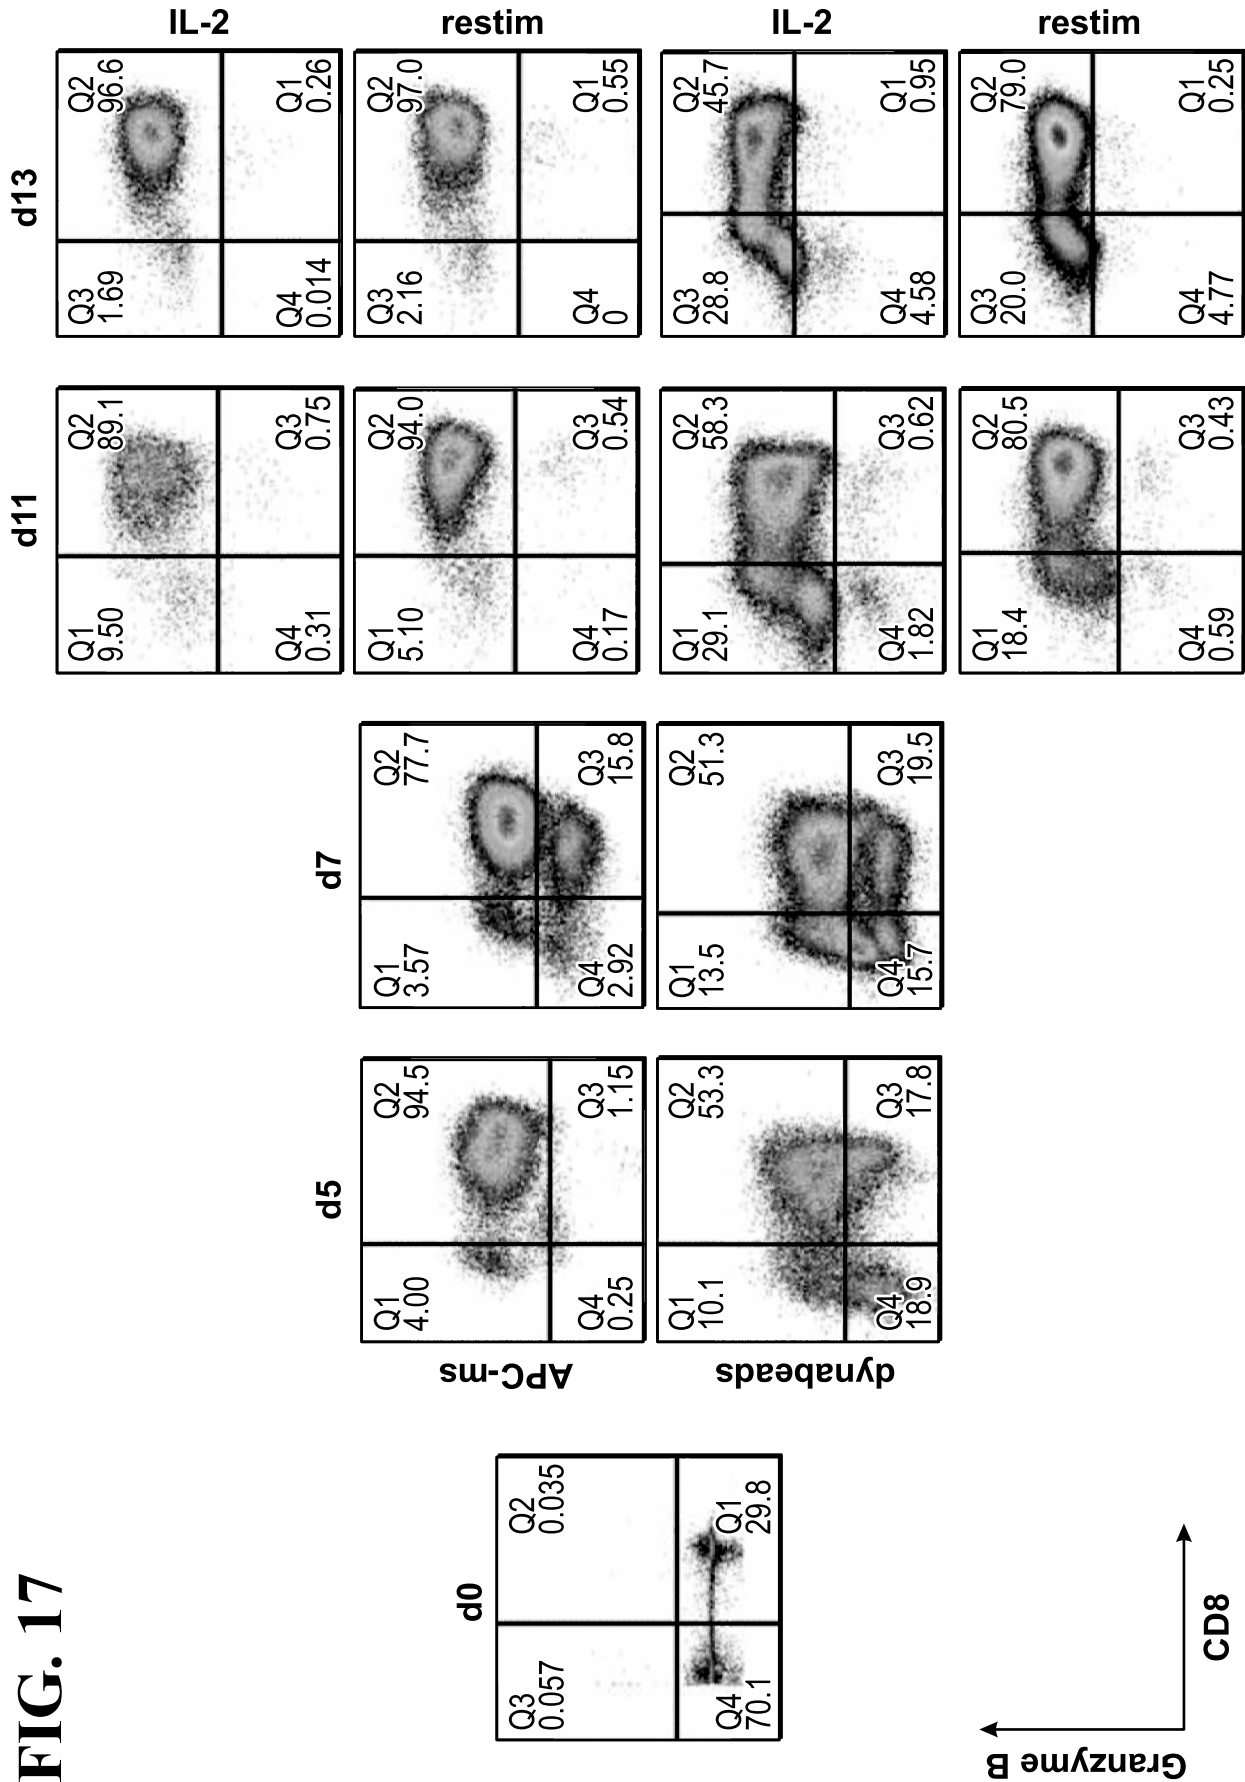 FIG. 17
d0
Q3
0.057
Q2
0.035
Q4
70.1
Q1
29.8
Granzyme B
CD8
d5
d7
d11
d13
APC-ms
dynabeads
Q1
4.00
Q2
94.5
Q4
0.25
Q3
1.15
Q1
10.1
Q2
53.3
Q4
18.9
Q3
17.8
Q1
3.57
Q2
77.7
Q4
2.92
Q3
15.8
Q1
13.5
Q2
51.3
Q4
15.7
Q3
19.5
Q1
9.50
Q2
89.1
Q4
0.31
Q3
0.75
Q1
5.10
Q2
94.0
Q4
0.17
Q3
0.54
Q1
29.1
Q2
58.3
Q4
1.82
Q3
0.62
Q1
18.4
Q2
80.5
Q4
0.59
Q3
0.43
Q3
1.69
Q2
96.6
Q4
0.014
Q1
0.26
IL-2
Q3
2.16
Q2
97.0
Q4
0
Q1
0.55
restim
Q3
28.8
Q2
45.7
Q4
4.58
Q1
0.95
IL-2
Q3
20.0
Q2
79.0
Q4
4.77
Q1
0.25
restim